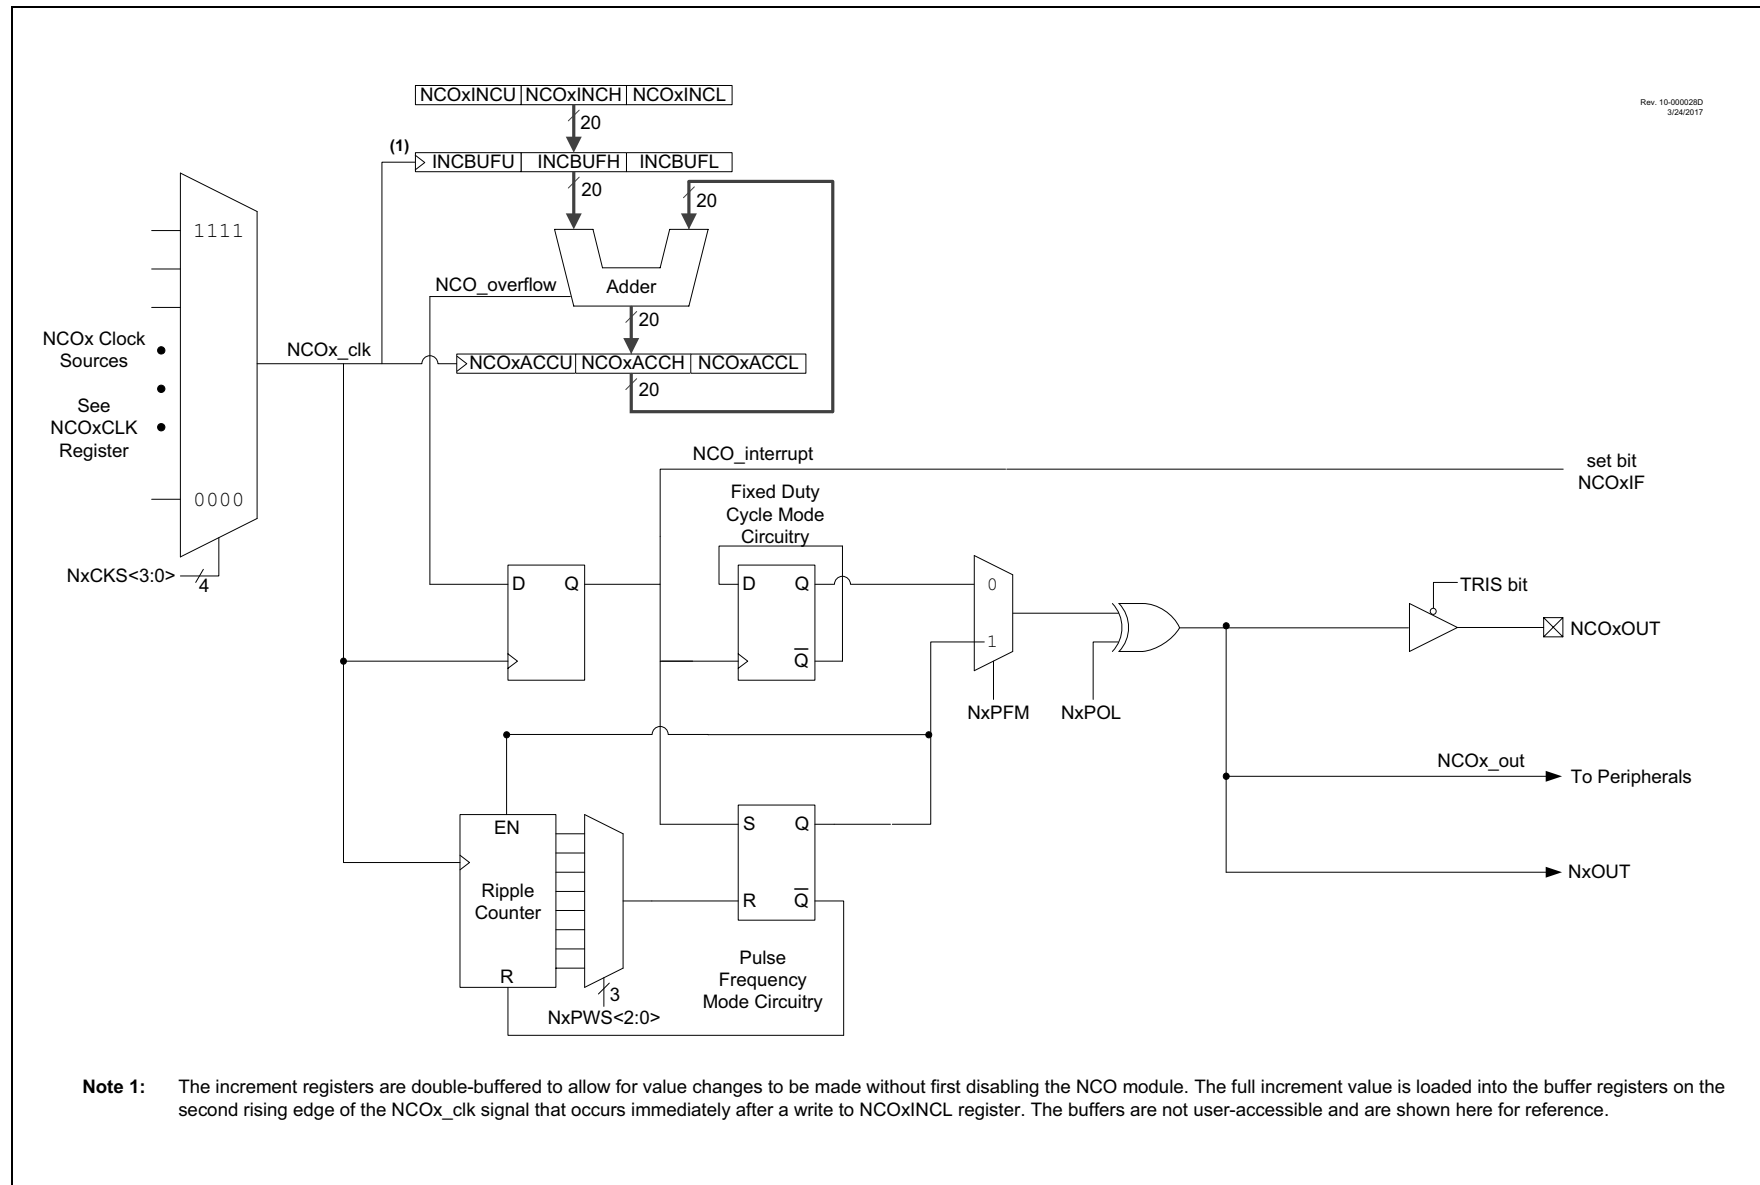 NCOxINCU NCOxINCH NCOxINCL
Rev. 10-000028D
3/24/2017
20
(1)
INCBUFU INCBUFH INCBUFL
20
20
1111
NCO_overflow
Adder
20
NCOx Clock
Sources
NCOx_clk
NCOxACCU NCOxACCH NCOxACCL
20
See
NCOxCLK
Register
NCO_interrupt
set bit
NCOxIF
0000
Fixed Duty
Cycle Mode
Circuitry
NxCKS<3:0>
4
D Q
D Q
0
TRIS bit
NCOxOUT
1
Q
NxPFM
NxPOL
NCOx_out
To Peripherals
EN
S Q
Ripple
Counter
NxOUT
R Q
R
Pulse
Frequency
Mode Circuitry
3
NxPWS<2:0>
Note 1: The increment registers are double-buffered to allow for value changes to be made without first disabling the NCO module. The full increment value is loaded into the buffer registers on the
second rising edge of the NCOx_clk signal that occurs immediately after a write to NCOxINCL register. The buffers are not user-accessible and are shown here for reference.